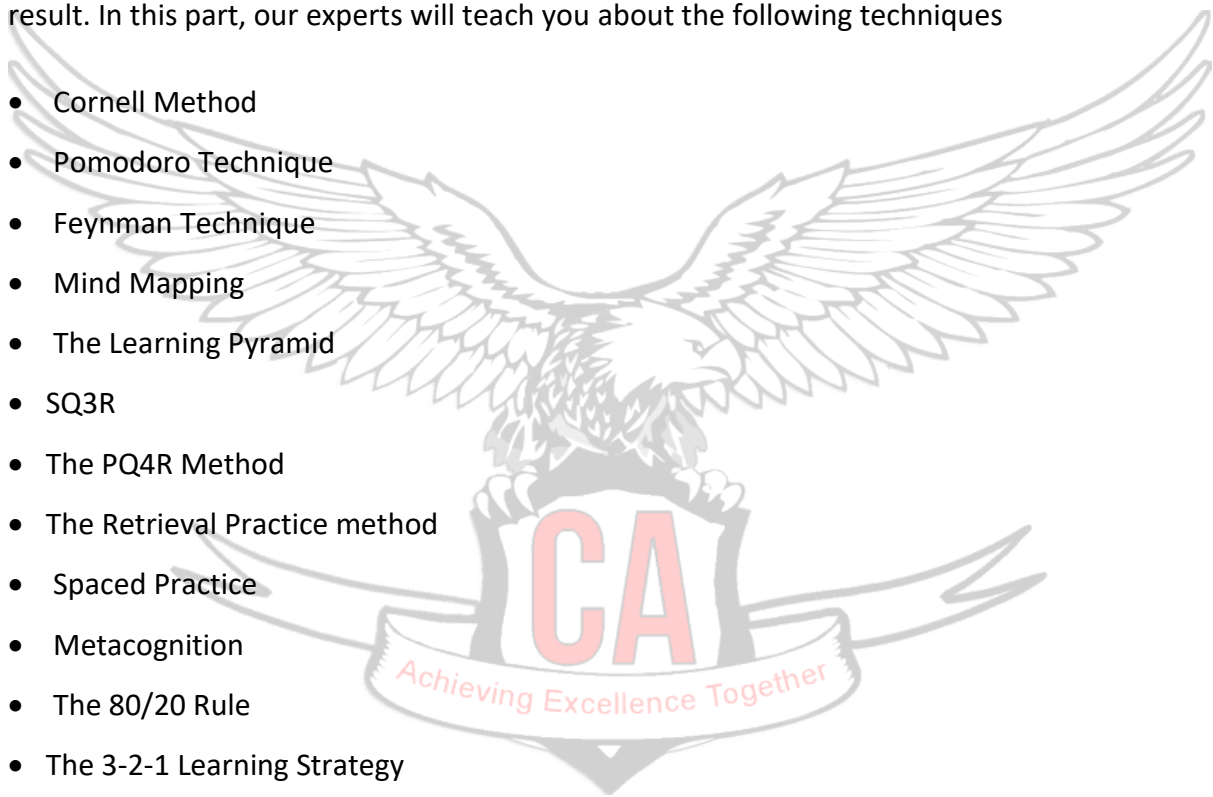 result. In this part, our experts will teach you about the following techniques
• Cornell Method
• Pomodoro Technique
• Feynman Technique
• Mind Mapping
• The Learning Pyramid
• SQ3R
• The PQ4R Method
• The Retrieval Practice method
• Spaced Practice
• Metacognition
• The 80/20 Rule
• The 3-2-1 Learning Strategy
CA
Achieving Excellence Together